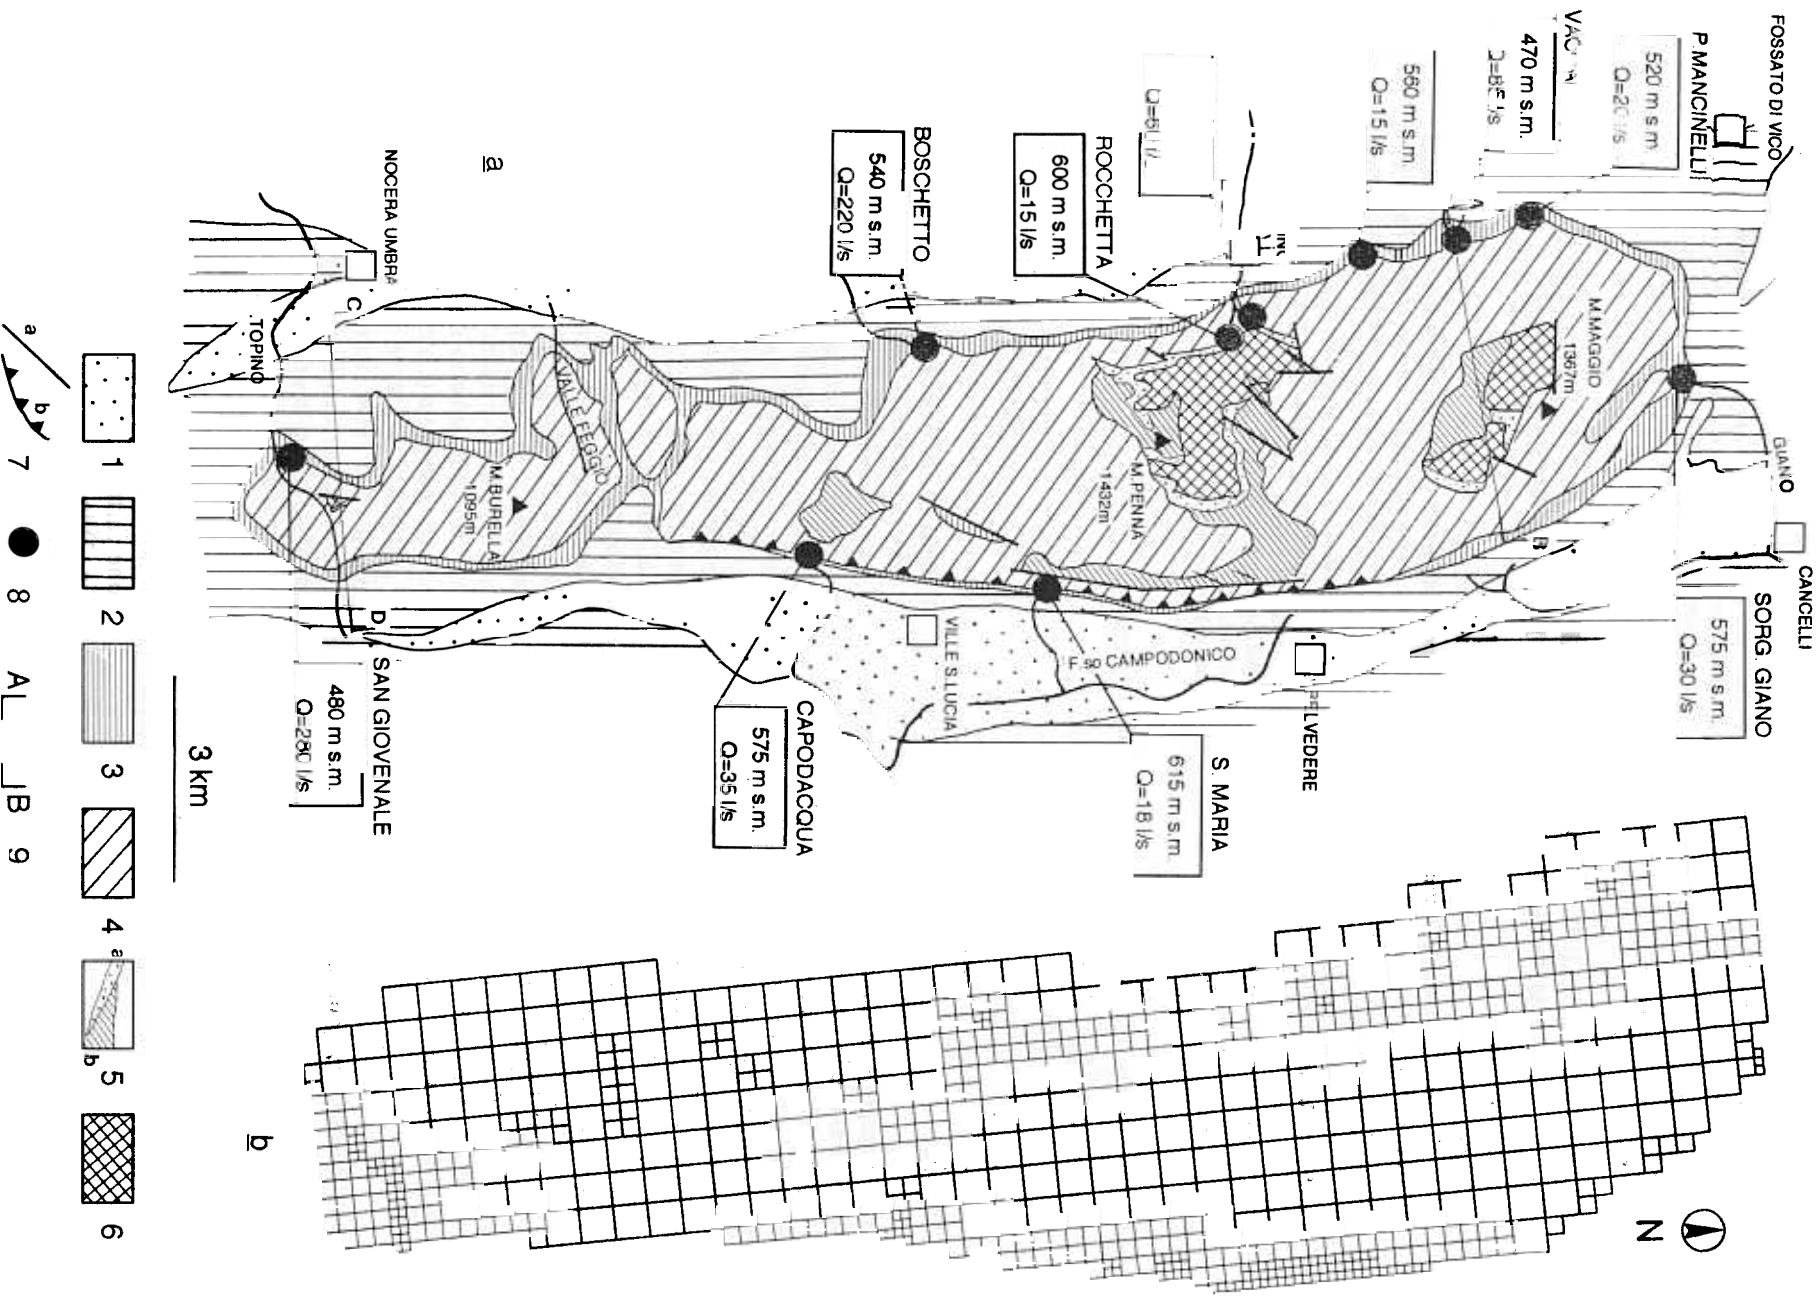 FOSSATO DI VICO
P. MANCINELLI
520 m s.m.
470 m s.m.
560 m s.m.
Q=15 l/s
ROCCHETTA
600 m s.m.
Q=15 l/s
BOSCHETTO
540 m s.m.
Q=220 l/s
a
NOCERA UMBRA
C
TOPINO
M.MAGGIO
1367m
M.PENNA
1432m
VALLE FEGGIO
M.BURELLA
1095m
GIANO
CANCELLI
SORG. GIANO
575 m s.m.
Q=30 l/s
B
BELVEDERE
F.so CAMPODONICO
VILLE S.LUCIA
S. MARIA
615 m s.m.
Q=18 l/s
CAPODACQUA
575 m s.m.
Q=35 l/s
D
SAN GIOVENALE
480 m s.m.
Q=280 l/s
3 km
b
N
1
2
3
4
a
b
5
6
a
b
7
8
A B 9